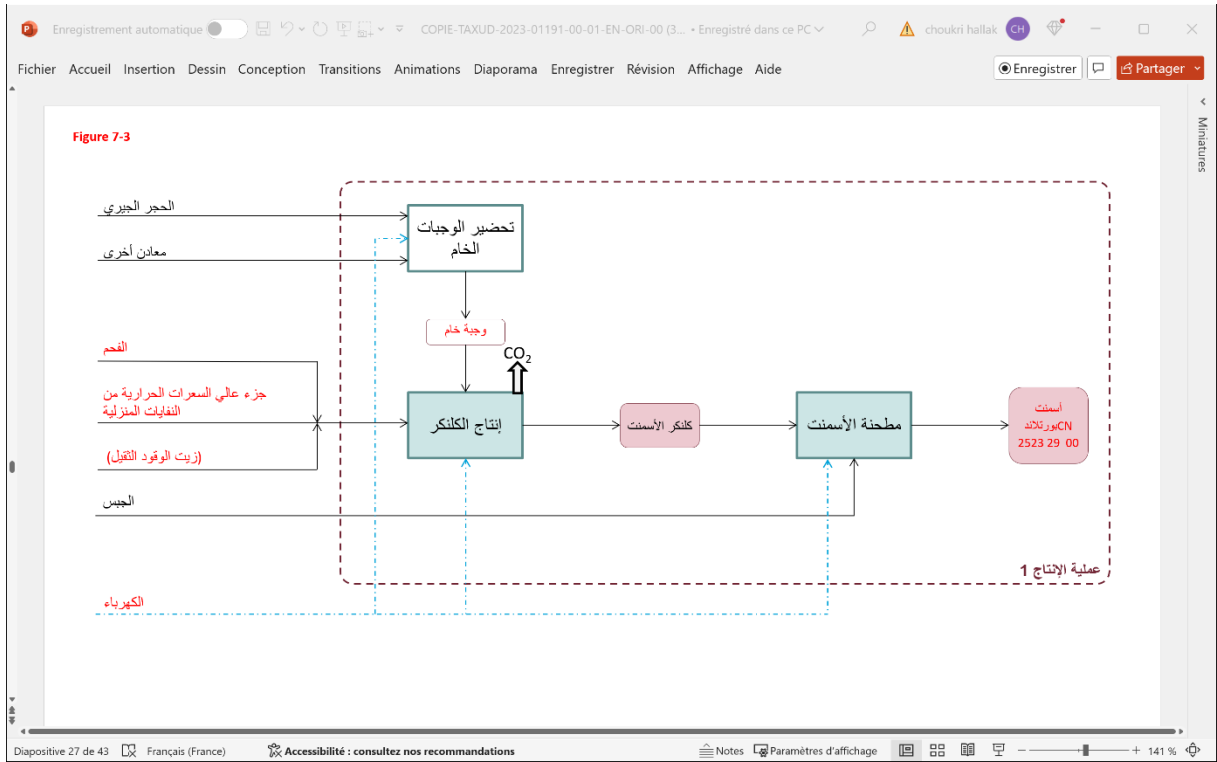 Enregistrement automatique
COPIE-TAXUD-2023-01191-00-01-EN-ORI-00 (3... • Enregistré dans ce PC
choukri hallak
CH
Fichier Accueil Insertion Dessin Conception Transitions Animations Diaporama Enregistrer Révision Affichage Aide
Enregistrer
Partager
Miniatures
Figure 7-3
الحجر الجيري
تحضير الوجبات
الخام
معادن أخرى
وجبة خام
الفحم
CO2
جزء عالي السعرات الحرارية من
النفايات المنزلية
إنتاج الكلنكر
كلنكر الأسمنت
مطحنة الأسمنت
أسمنت
CNبورتلاند
2523 29 00
(زيت الوقود الثقيل)
الجبس
عملية الإنتاج 1
الكهرباء
Diapositive 27 de 43
Français (France)
Accessibilité : consultez nos recommandations
Notes
Paramètres d'affichage
141 %